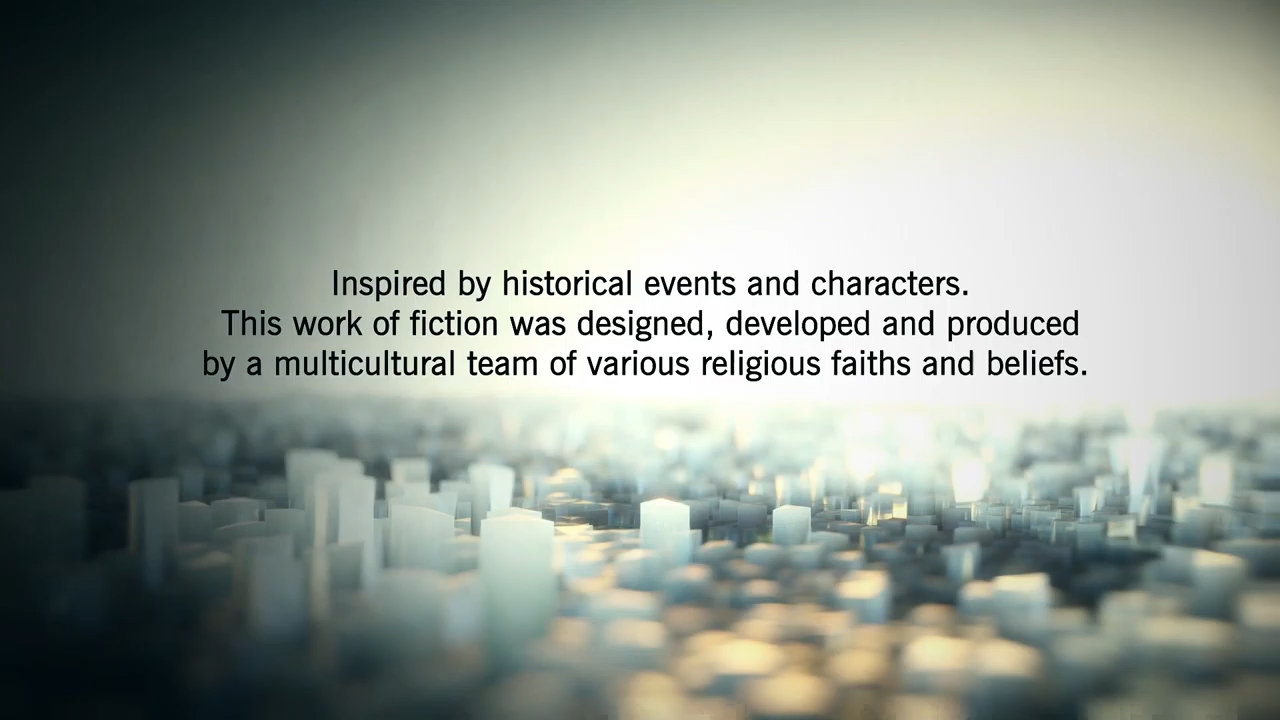 Inspired by historical events and characters.
This work of fiction was designed, developed and produced
by a multicultural team of various religious faiths and beliefs.